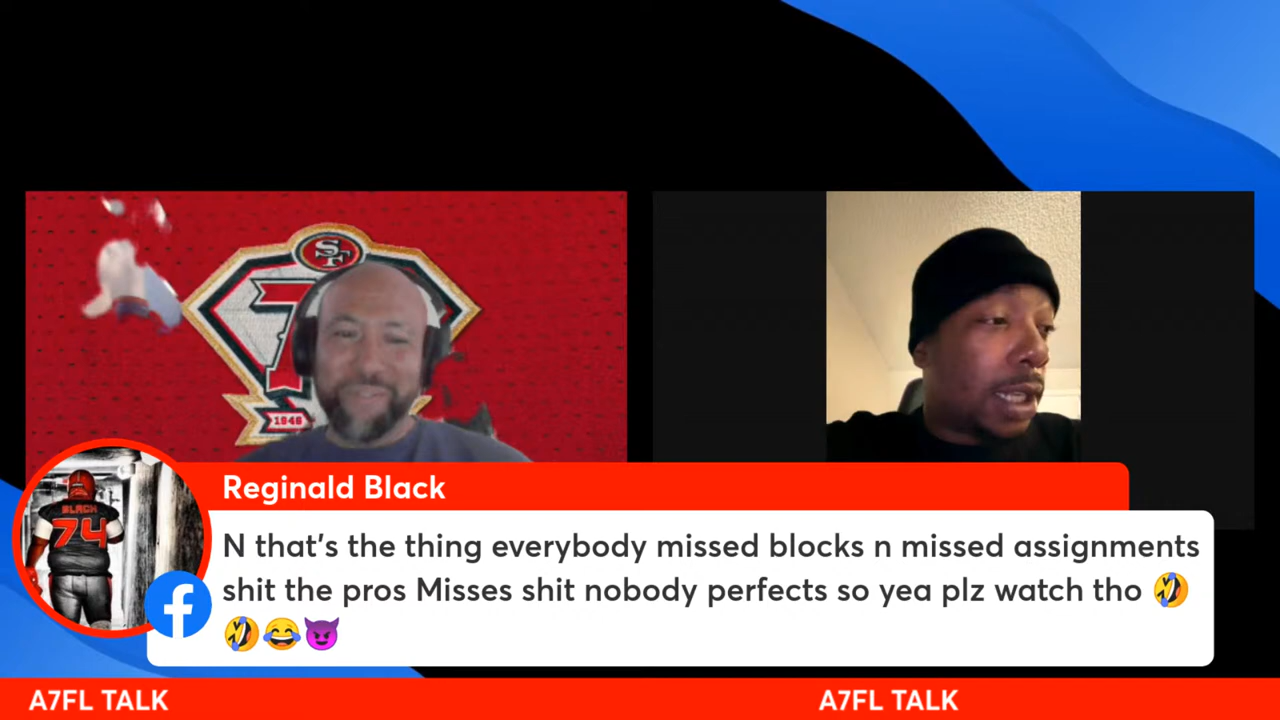 SF
7
1946
Reginald Black
BLACK
74
N that's the thing everybody missed blocks n missed assignments
shit the pros Misses shit nobody perfects so yea plz watch tho 🤣
🤣😂😈
A7FL TALK
A7FL TALK